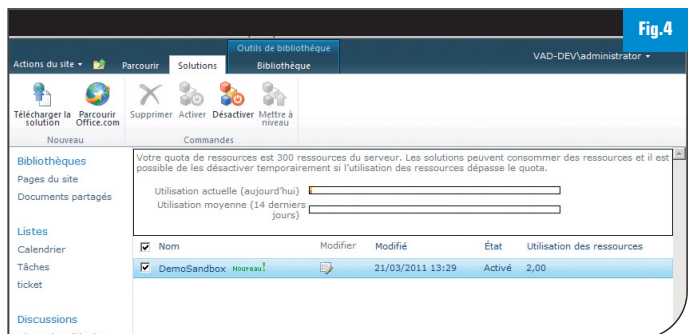 Fig.4
Outils de bibliothèque
Actions du site
Parcourir
Solutions
Bibliothèque
VAD-DEV\administrator
Télécharger la solution
Parcourir Office.com
Supprimer
Activer
Désactiver
Mettre à niveau
Nouveau
Commandes
Bibliothèques
Pages du site
Documents partagés
Listes
Calendrier
Tâches
ticket
Discussions
Votre quota de ressources est 300 ressources du serveur. Les solutions peuvent consommer des ressources et il est
possible de les désactiver temporairement si l'utilisation des ressources dépasse le quota.
Utilisation actuelle (aujourd'hui)
Utilisation moyenne (14 derniers
jours)
Nom Modifier Modifié État Utilisation des ressources
DemoSandbox Nouveau! 21/03/2011 13:29 Activé 2,00